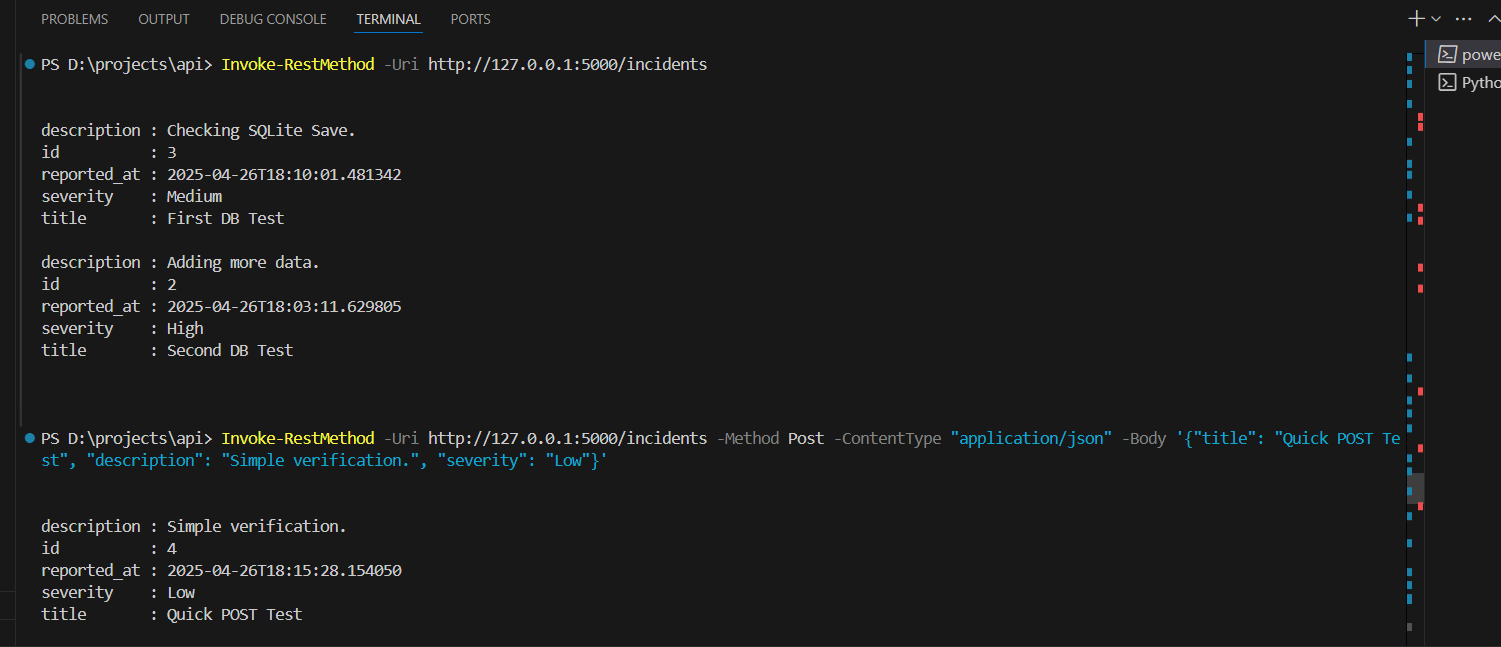 PROBLEMS OUTPUT DEBUG CONSOLE TERMINAL PORTS
PS D:\projects\api> Invoke-RestMethod -Uri http://127.0.0.1:5000/incidents
description : Checking SQLite Save.
id : 3
reported_at : 2025-04-26T18:10:01.481342
severity : Medium
title : First DB Test
description : Adding more data.
id : 2
reported_at : 2025-04-26T18:03:11.629805
severity : High
title : Second DB Test
PS D:\projects\api> Invoke-RestMethod -Uri http://127.0.0.1:5000/incidents -Method Post -ContentType "application/json" -Body '{"title": "Quick POST Te
st", "description": "Simple verification.", "severity": "Low"}'
description : Simple verification.
id : 4
reported_at : 2025-04-26T18:15:28.154050
severity : Low
title : Quick POST Test
powe
Pytho